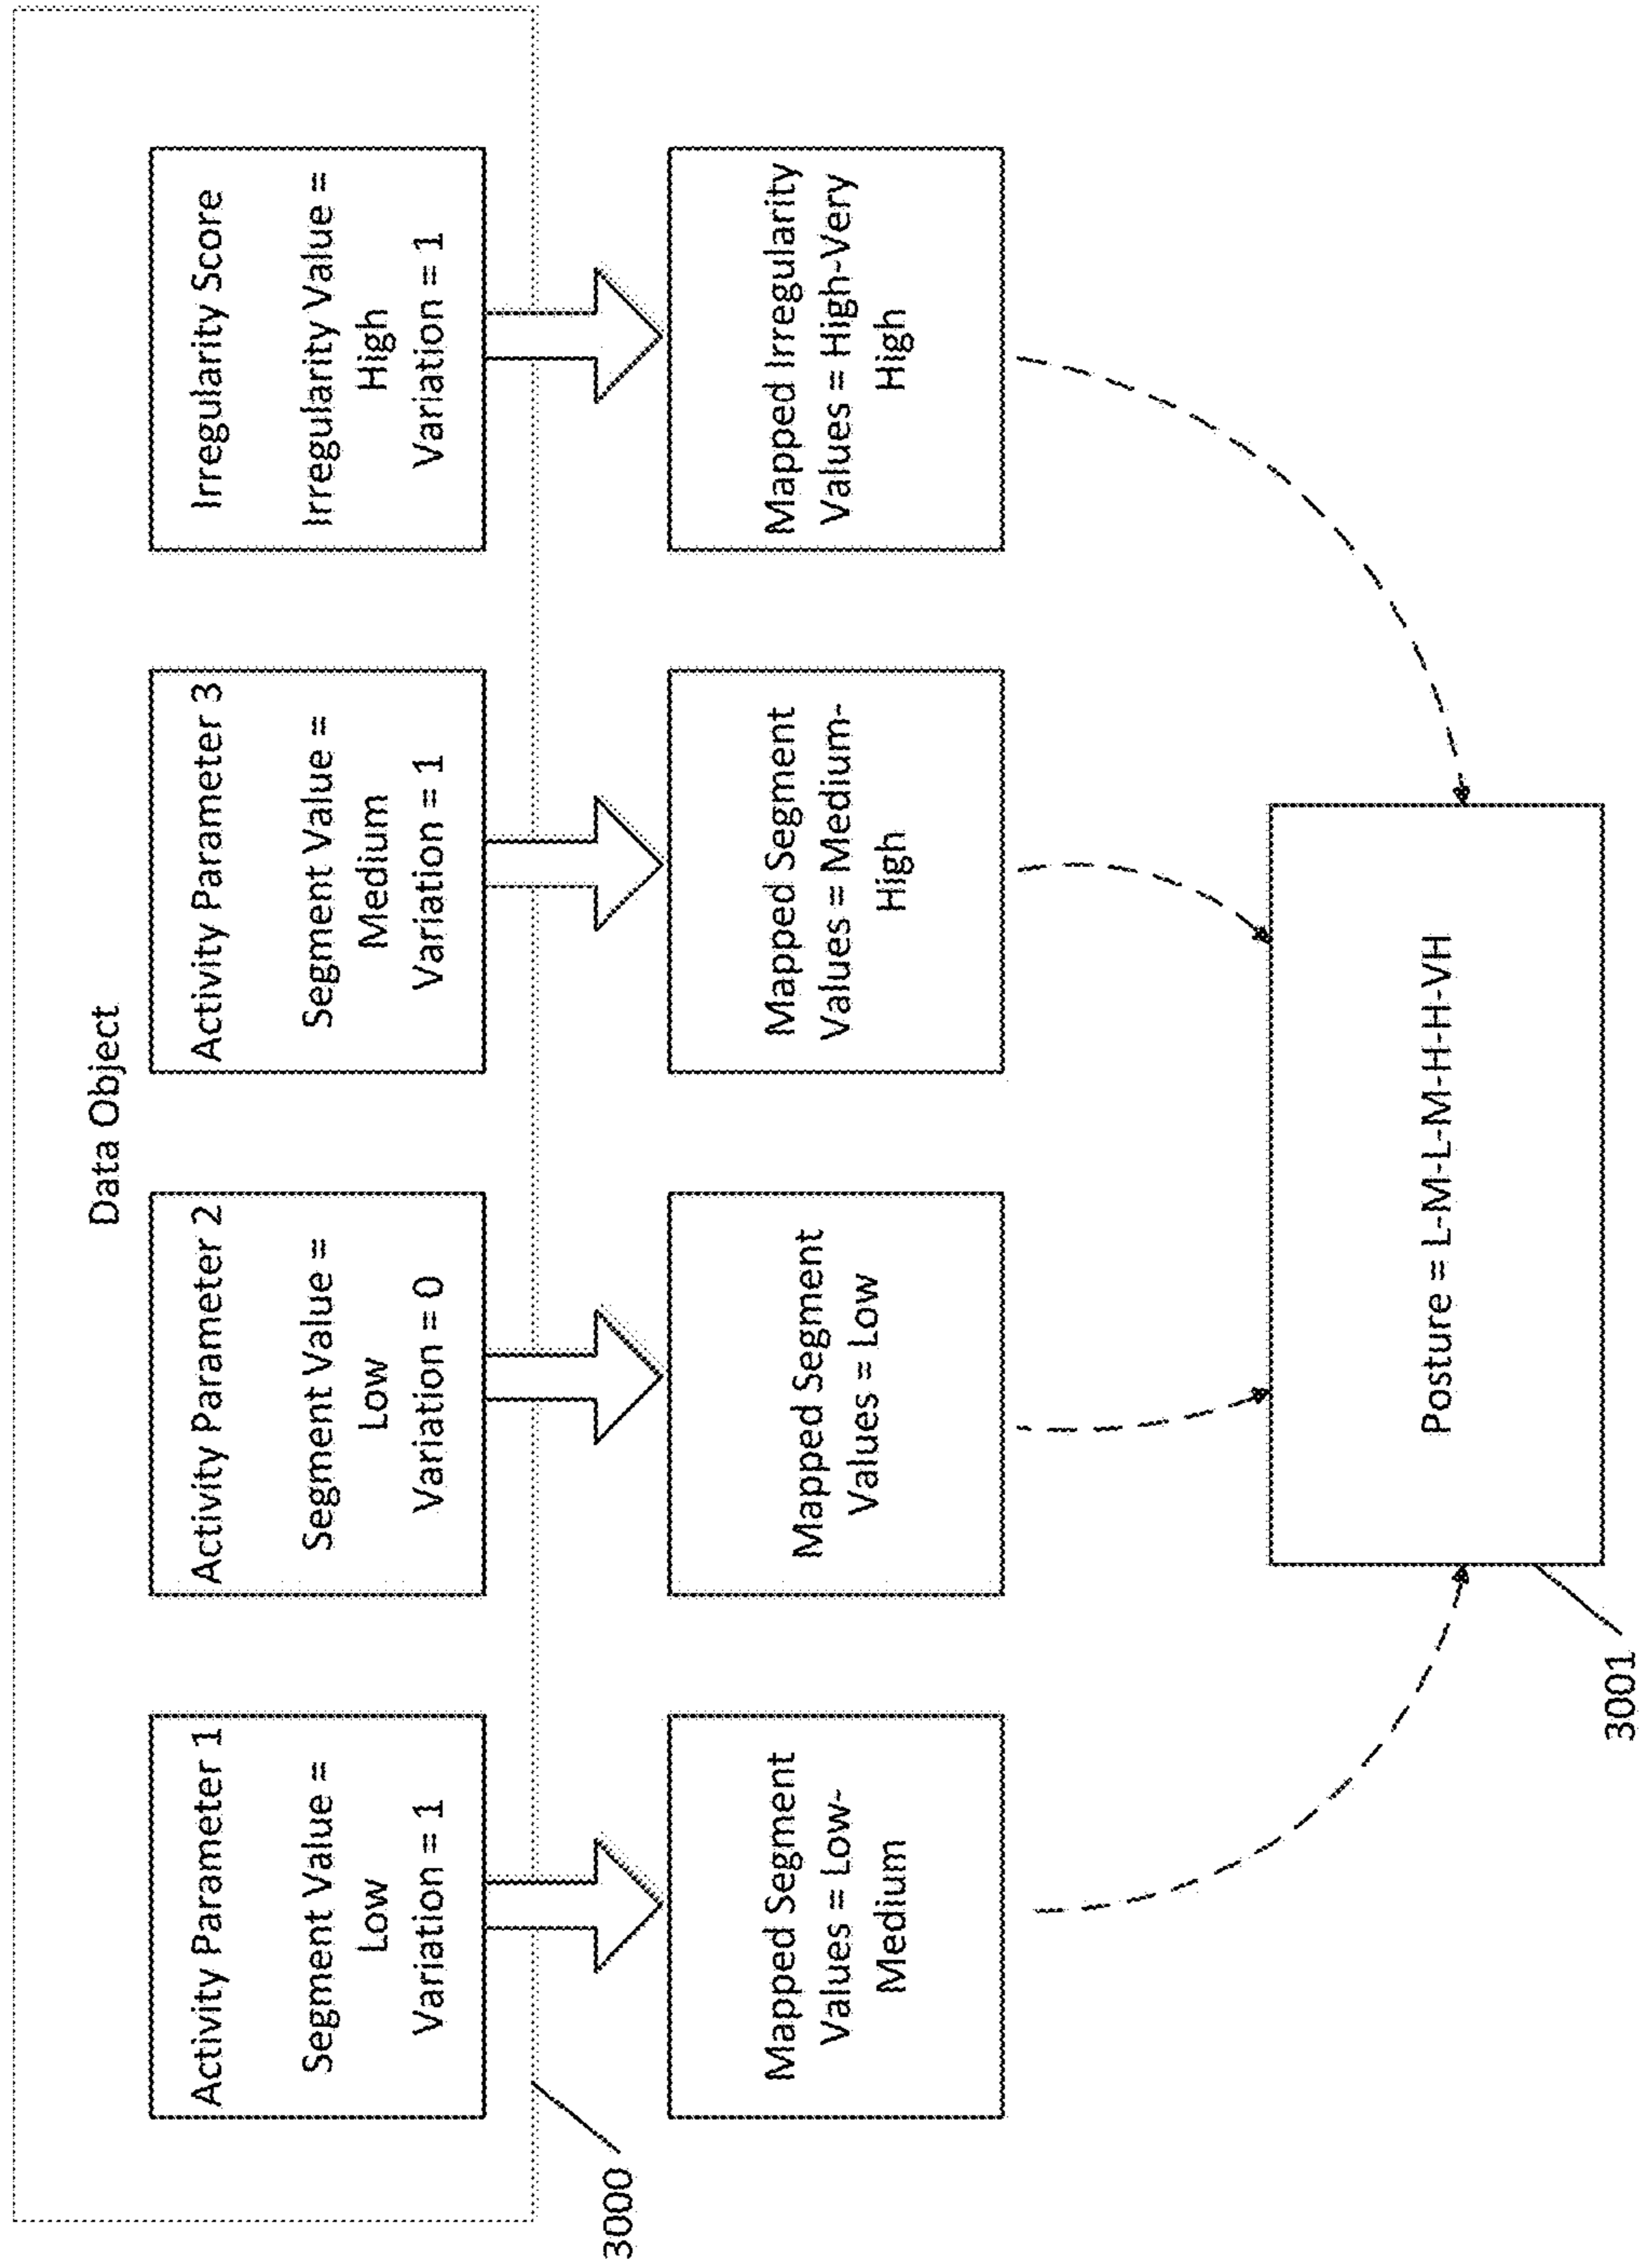 Data Object
Activity Parameter 1
Segment Value =
Low
Variation = 1
Activity Parameter 2
Segment Value =
Low
Variation = 0
Activity Parameter 3
Segment Value =
Medium
Variation = 1
Irregularity Score
Irregularity Value =
High
Variation = 1
3000
Mapped Segment
Values = Low-
Medium
Mapped Segment
Values = Low
Mapped Segment
Values = Medium-
High
Mapped Irregularity
Values = High-Very
High
Posture = L-M-L-M-H-H-VH
3001